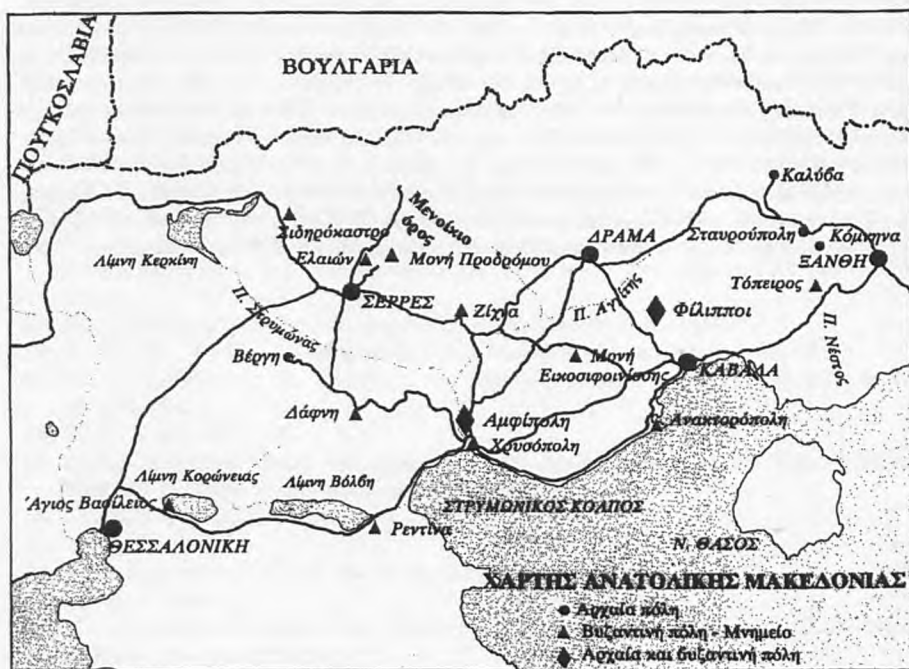 ΒΟΥΛΓΑΡΙΑ
ΓΙΟΥΓΚΟΣΛΑΒΙΑ
Καλύβα
Μενοίκιο
όρος
Σιδηρόκαστρο
Σταυρούπολη
Κόμνηνα
ΔΡΑΜΑ
Λίμνη Κερκίνη
Ελαιών
Μονή Προδρόμου
ΞΑΝΘΗ
Τόπειρος
ΣΕΡΡΕΣ
Π. Αγγίτης
Π. Στρυμώνας
Ζίχνα
Φίλιπποι
Π. Νέστος
Βέργη
Μονή
Εικοσιφοινίσσης
ΚΑΒΑΛΑ
Δάφνη
Αμφίπολη
Ανακτορόπολη
Χρυσόπολη
Λίμνη Κορώνειας
Λίμνη Βόλβη
Άγιος Βασίλειος
ΣΤΡΥΜΩΝΙΚΟΣ ΚΟΛΠΟΣ
Ρεντίνα
ΘΕΣΣΑΛΟΝΙΚΗ
Ν. ΘΑΣΟΣ
ΧΑΡΤΗΣ ΑΝΑΤΟΛΙΚΗΣ ΜΑΚΕΔΟΝΙΑΣ
Αρχαία πόλη
Βυζαντινή πόλη - Μνημείο
Αρχαία και βυζαντινή πόλη